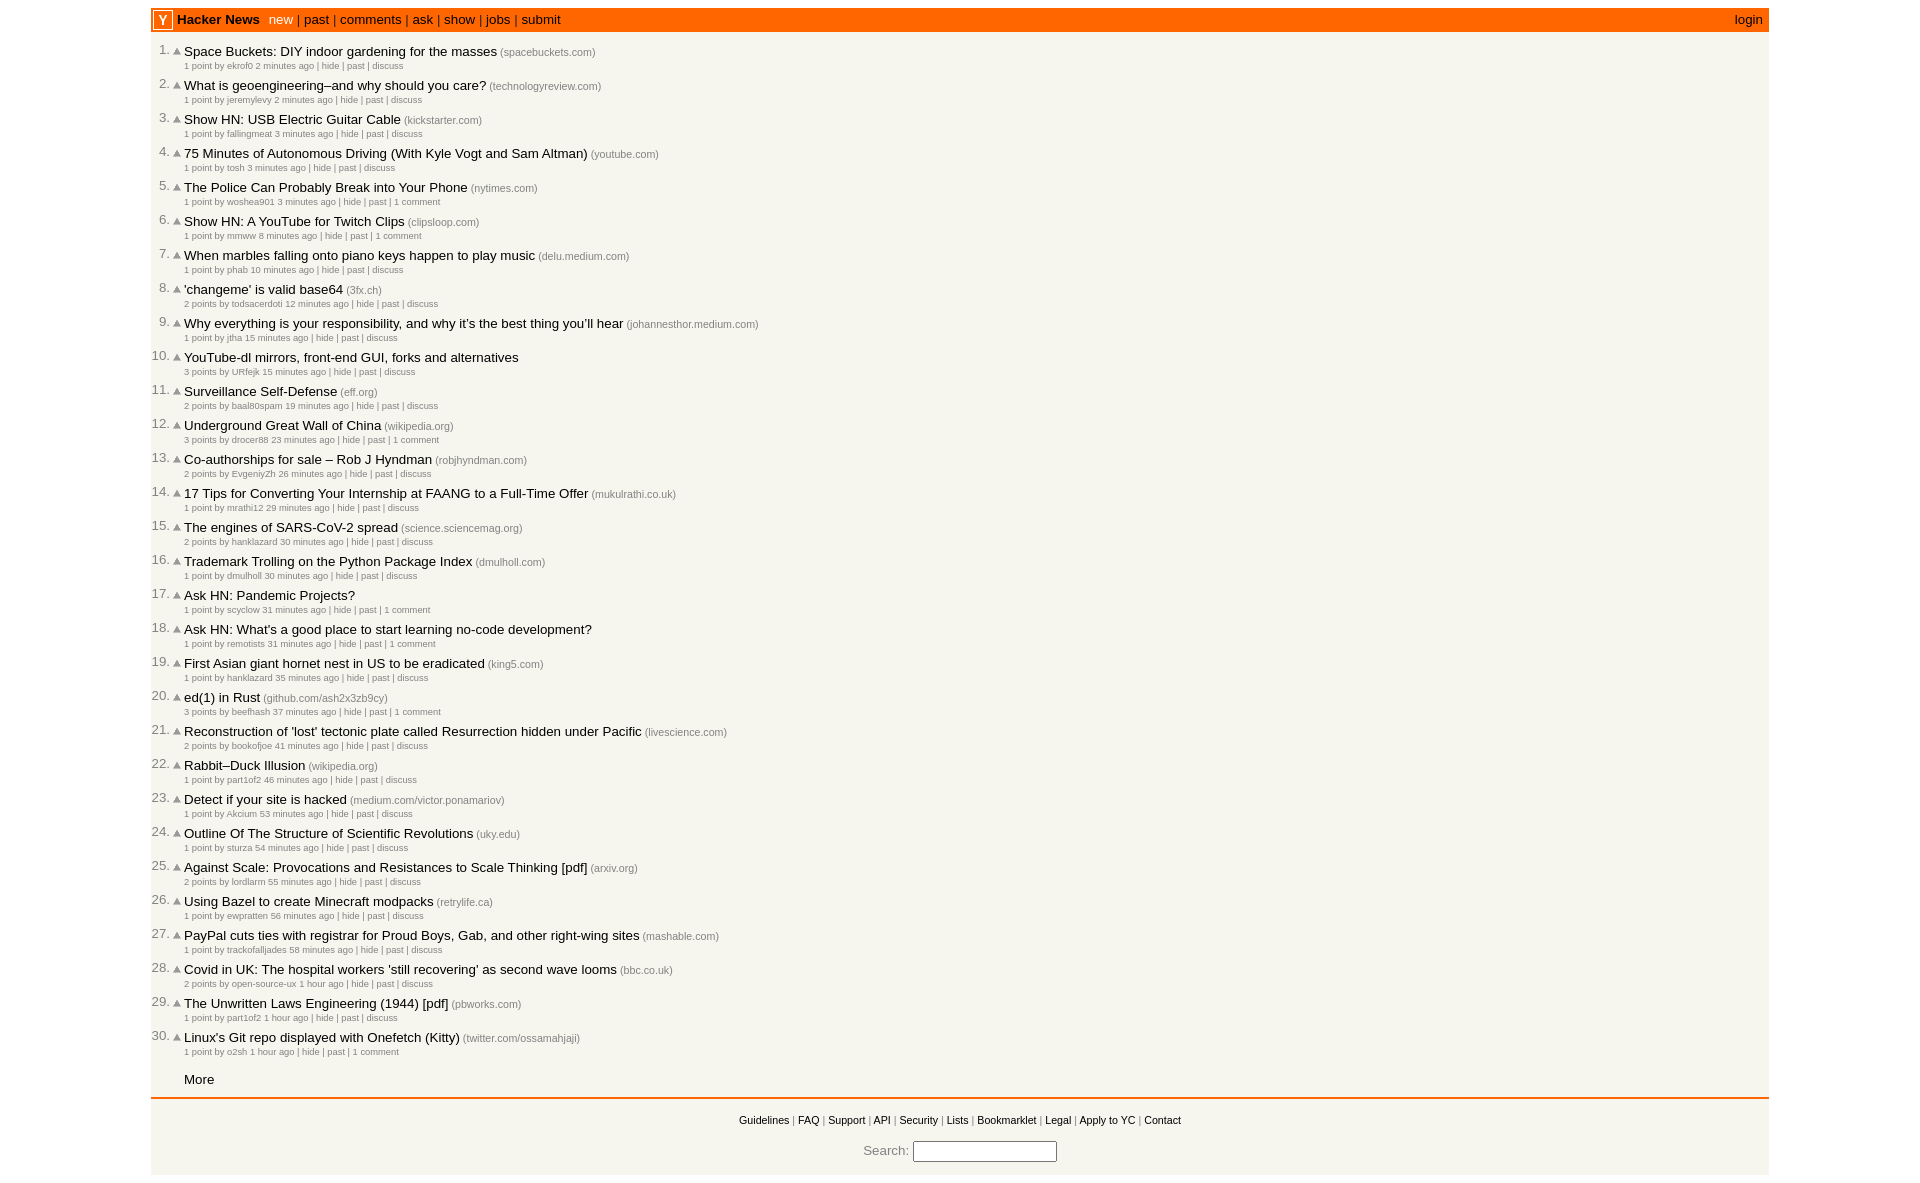 Y Hacker News new | past | comments | ask | show | jobs | submit login
1. Space Buckets: DIY indoor gardening for the masses (spacebuckets.com)
1 point by ekrof0 2 minutes ago | hide | past | discuss
2. What is geoengineering–and why should you care? (technologyreview.com)
1 point by jeremylevy 2 minutes ago | hide | past | discuss
3. Show HN: USB Electric Guitar Cable (kickstarter.com)
1 point by fallingmeat 3 minutes ago | hide | past | discuss
4. 75 Minutes of Autonomous Driving (With Kyle Vogt and Sam Altman) (youtube.com)
1 point by tosh 3 minutes ago | hide | past | discuss
5. The Police Can Probably Break into Your Phone (nytimes.com)
1 point by woshea901 3 minutes ago | hide | past | 1 comment
6. Show HN: A YouTube for Twitch Clips (clipsloop.com)
1 point by mmww 8 minutes ago | hide | past | 1 comment
7. When marbles falling onto piano keys happen to play music (delu.medium.com)
1 point by phab 10 minutes ago | hide | past | discuss
8. 'changeme' is valid base64 (3fx.ch)
2 points by todsacerdoti 12 minutes ago | hide | past | discuss
9. Why everything is your responsibility, and why it’s the best thing you’ll hear (johannesthor.medium.com)
1 point by jtha 15 minutes ago | hide | past | discuss
10. YouTube-dl mirrors, front-end GUI, forks and alternatives
3 points by URfejk 15 minutes ago | hide | past | discuss
11. Surveillance Self-Defense (eff.org)
2 points by baal80spam 19 minutes ago | hide | past | discuss
12. Underground Great Wall of China (wikipedia.org)
3 points by drocer88 23 minutes ago | hide | past | 1 comment
13. Co-authorships for sale – Rob J Hyndman (robjhyndman.com)
2 points by EvgeniyZh 26 minutes ago | hide | past | discuss
14. 17 Tips for Converting Your Internship at FAANG to a Full-Time Offer (mukulrathi.co.uk)
1 point by mrathi12 29 minutes ago | hide | past | discuss
15. The engines of SARS-CoV-2 spread (science.sciencemag.org)
2 points by hanklazard 30 minutes ago | hide | past | discuss
16. Trademark Trolling on the Python Package Index (dmulholl.com)
1 point by dmulholl 30 minutes ago | hide | past | discuss
17. Ask HN: Pandemic Projects?
1 point by scyclow 31 minutes ago | hide | past | 1 comment
18. Ask HN: What's a good place to start learning no-code development?
1 point by remotists 31 minutes ago | hide | past | 1 comment
19. First Asian giant hornet nest in US to be eradicated (king5.com)
1 point by hanklazard 35 minutes ago | hide | past | discuss
20. ed(1) in Rust (github.com/ash2x3zb9cy)
3 points by beefhash 37 minutes ago | hide | past | 1 comment
21. Reconstruction of 'lost' tectonic plate called Resurrection hidden under Pacific (livescience.com)
2 points by bookofjoe 41 minutes ago | hide | past | discuss
22. Rabbit–Duck Illusion (wikipedia.org)
1 point by part1of2 46 minutes ago | hide | past | discuss
23. Detect if your site is hacked (medium.com/victor.ponamariov)
1 point by Akcium 53 minutes ago | hide | past | discuss
24. Outline Of The Structure of Scientific Revolutions (uky.edu)
1 point by sturza 54 minutes ago | hide | past | discuss
25. Against Scale: Provocations and Resistances to Scale Thinking [pdf] (arxiv.org)
2 points by lordlarm 55 minutes ago | hide | past | discuss
26. Using Bazel to create Minecraft modpacks (retrylife.ca)
1 point by ewpratten 56 minutes ago | hide | past | discuss
27. PayPal cuts ties with registrar for Proud Boys, Gab, and other right-wing sites (mashable.com)
1 point by trackofalljades 58 minutes ago | hide | past | discuss
28. Covid in UK: The hospital workers 'still recovering' as second wave looms (bbc.co.uk)
2 points by open-source-ux 1 hour ago | hide | past | discuss
29. The Unwritten Laws Engineering (1944) [pdf] (pbworks.com)
1 point by part1of2 1 hour ago | hide | past | discuss
30. Linux's Git repo displayed with Onefetch (Kitty) (twitter.com/ossamahjaji)
1 point by o2sh 1 hour ago | hide | past | 1 comment
More
Guidelines | FAQ | Support | API | Security | Lists | Bookmarklet | Legal | Apply to YC | Contact
Search: